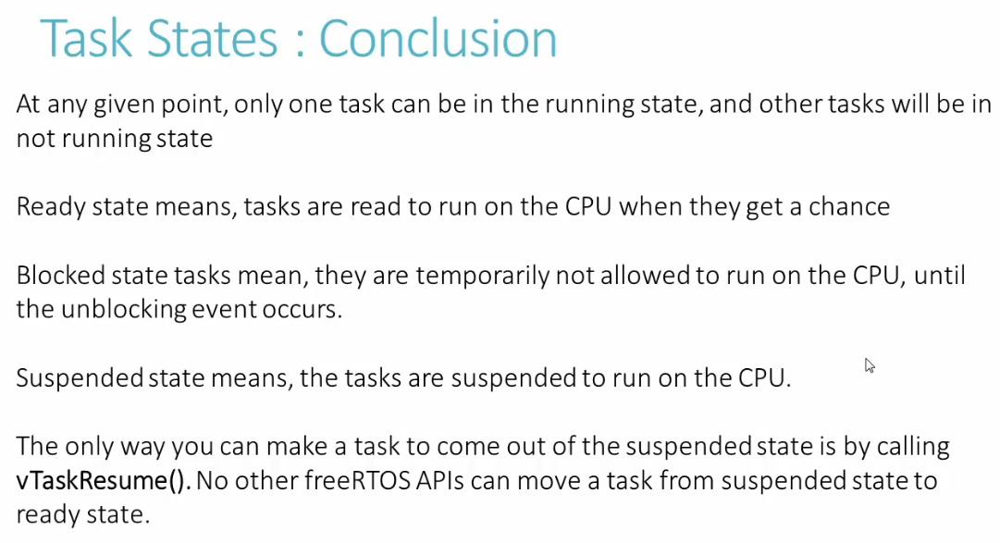 Task States : Conclusion
At any given point, only one task can be in the running state, and other tasks will be in
not running state
Ready state means, tasks are read to run on the CPU when they get a chance
Blocked state tasks mean, they are temporarily not allowed to run on the CPU, until
the unblocking event occurs.
Suspended state means, the tasks are suspended to run on the CPU.
The only way you can make a task to come out of the suspended state is by calling
vTaskResume(). No other freeRTOS APIs can move a task from suspended state to
ready state.